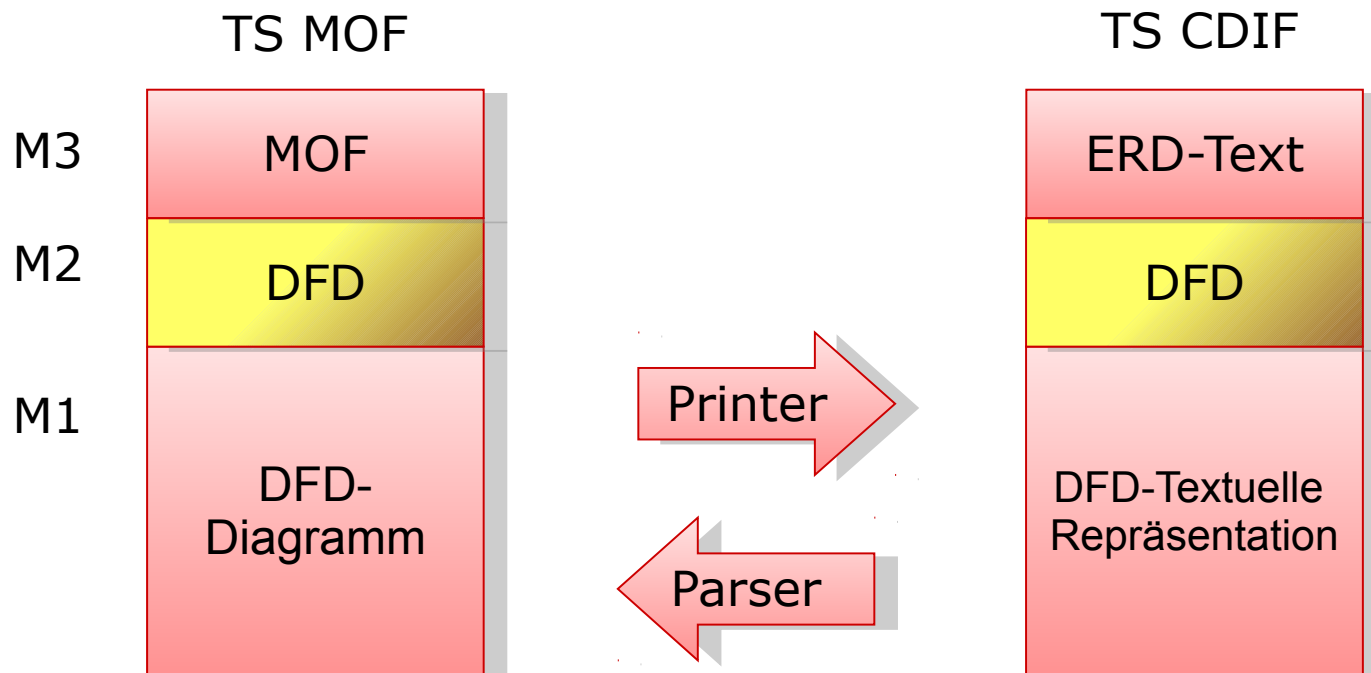 TS MOF
TS CDIF
M3
MOF
ERD-Text
M2
DFD
DFD
M1
Printer
DFD-
Diagramm
DFD-Textuelle
Repräsentation
Parser